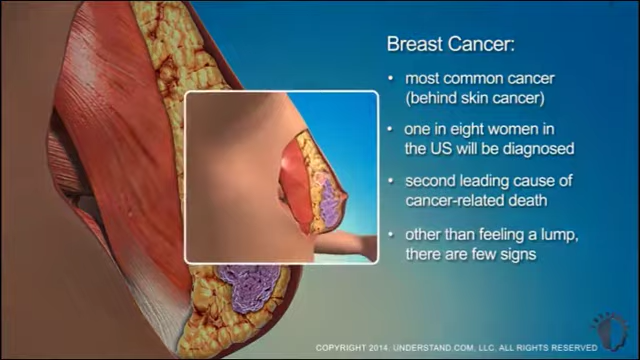 Breast Cancer:
• most common cancer
(behind skin cancer)
• one in eight women in
the US will be diagnosed
• second leading cause of
cancer-related death
• other than feeling a lump,
there are few signs
COPYRIGHT 2014. UNDERSTAND.COM, LLC. ALL RIGHTS RESERVED